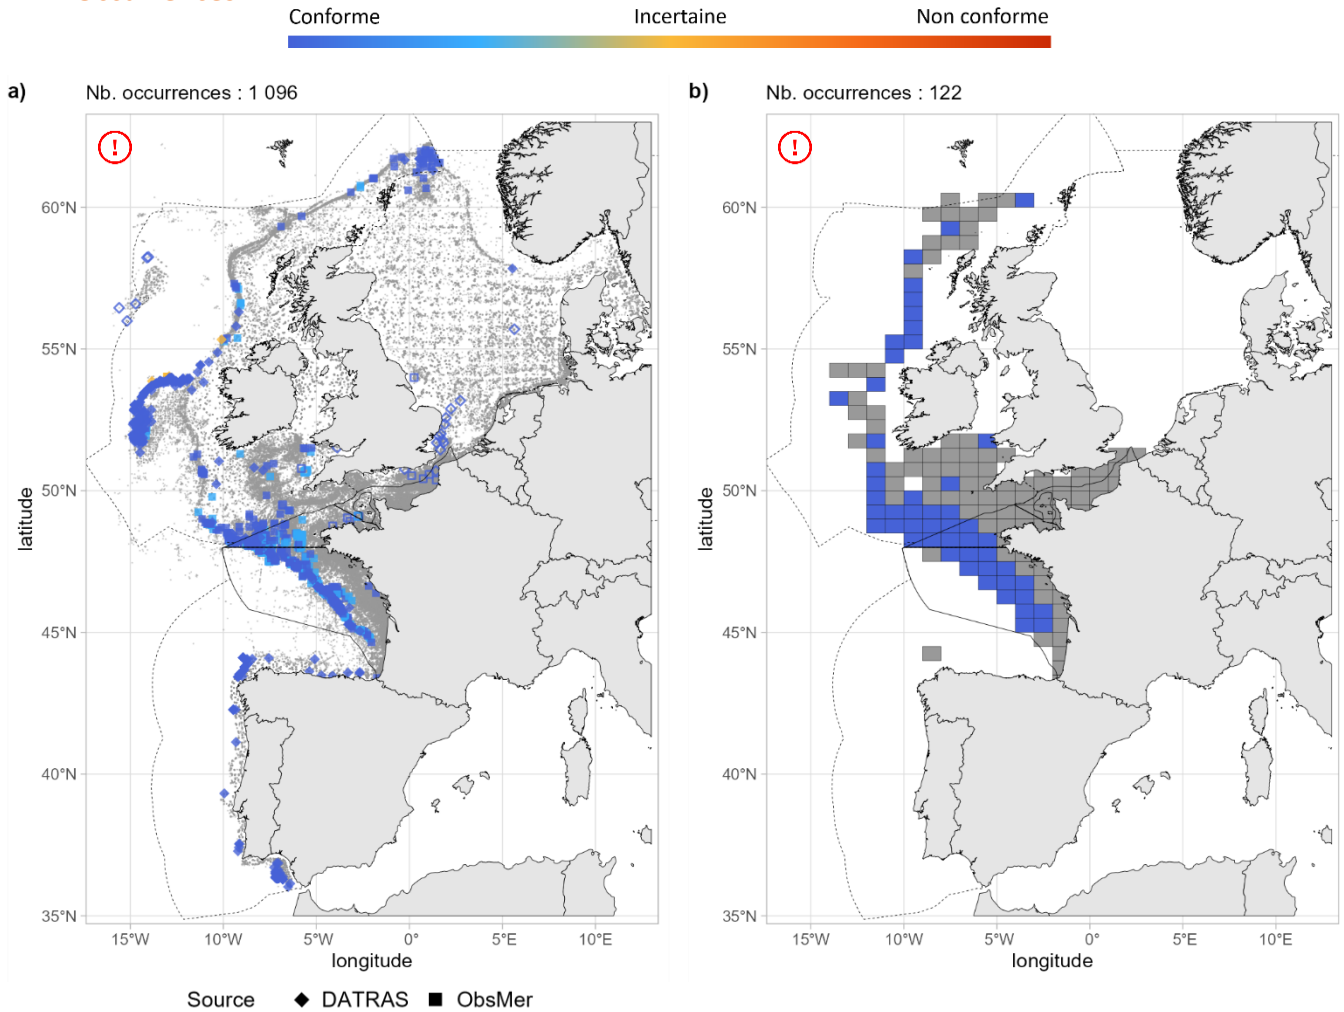 Conforme Incertaine Non conforme
a) Nb. occurrences : 1 096
b) Nb. occurrences : 122
!
!
60°N
55°N
50°N
45°N
40°N
35°N
latitude
15°W 10°W 5°W 0° 5°E 10°E
longitude
60°N
55°N
50°N
45°N
40°N
35°N
latitude
15°W 10°W 5°W 0° 5°E 10°E
longitude
Source DATRAS ObsMer